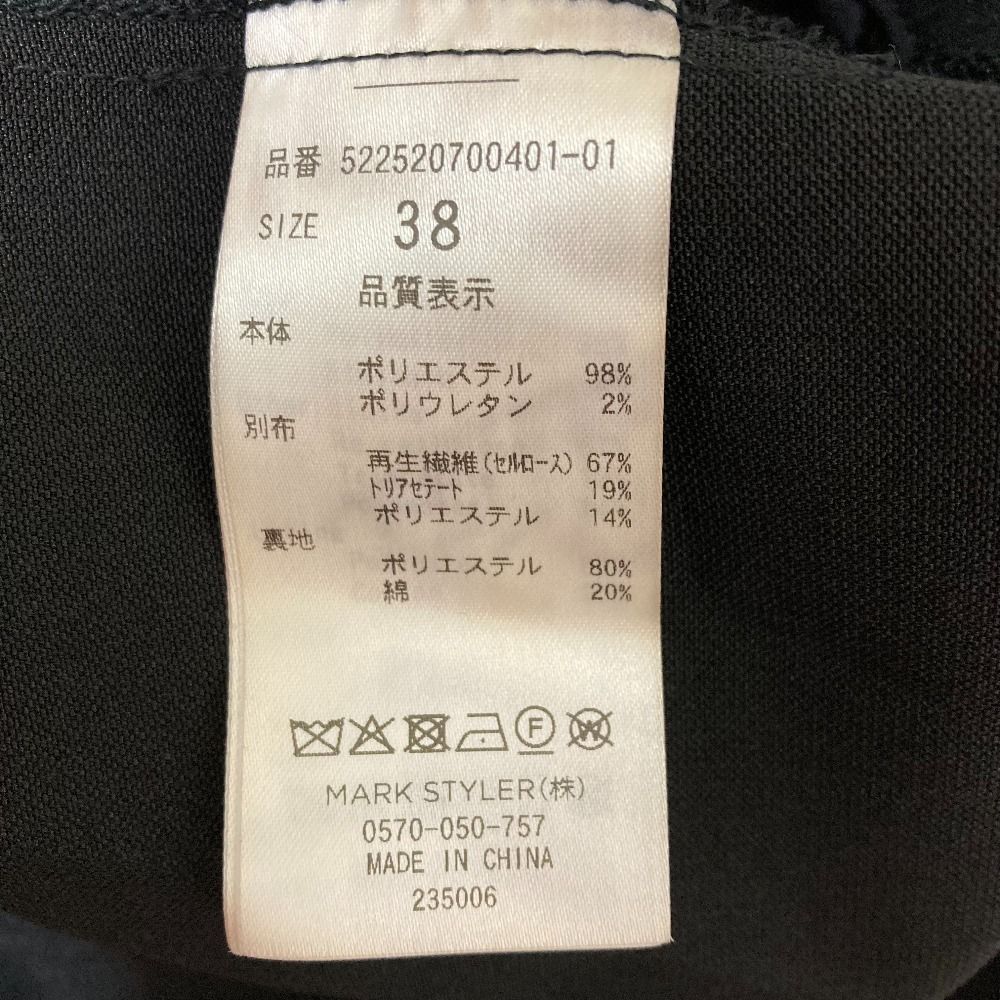 品番 522520700401-01
SIZE 38
品質表示
本体
ポリエステル 98%
ポリウレタン 2%
別布
再生繊維(セルロース) 67%
トリアセテート 19%
ポリエステル 14%
裏地
ポリエステル 80%
綿 20%
F W
MARK STYLER(株)
0570-050-757
MADE IN CHINA
235006